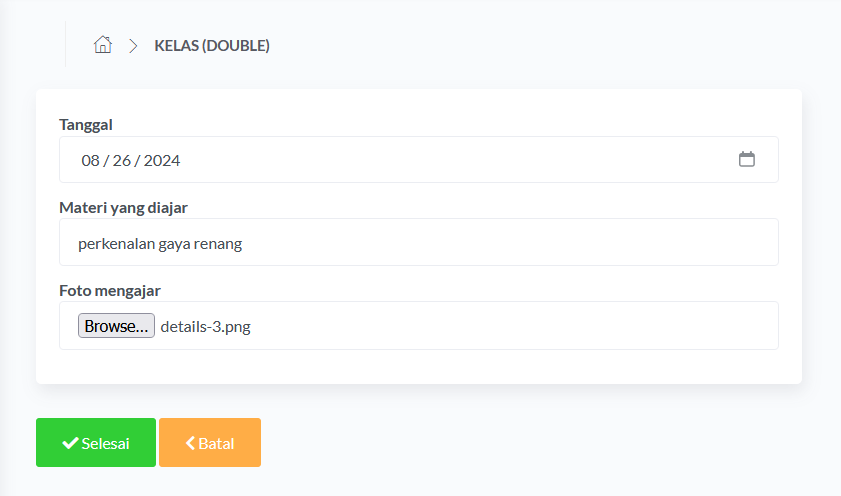 KELAS (DOUBLE)
Tanggal
08 / 26 / 2024
Materi yang diajar
perkenalan gaya renang
Foto mengajar
Browse... details-3.png
Selesai Batal